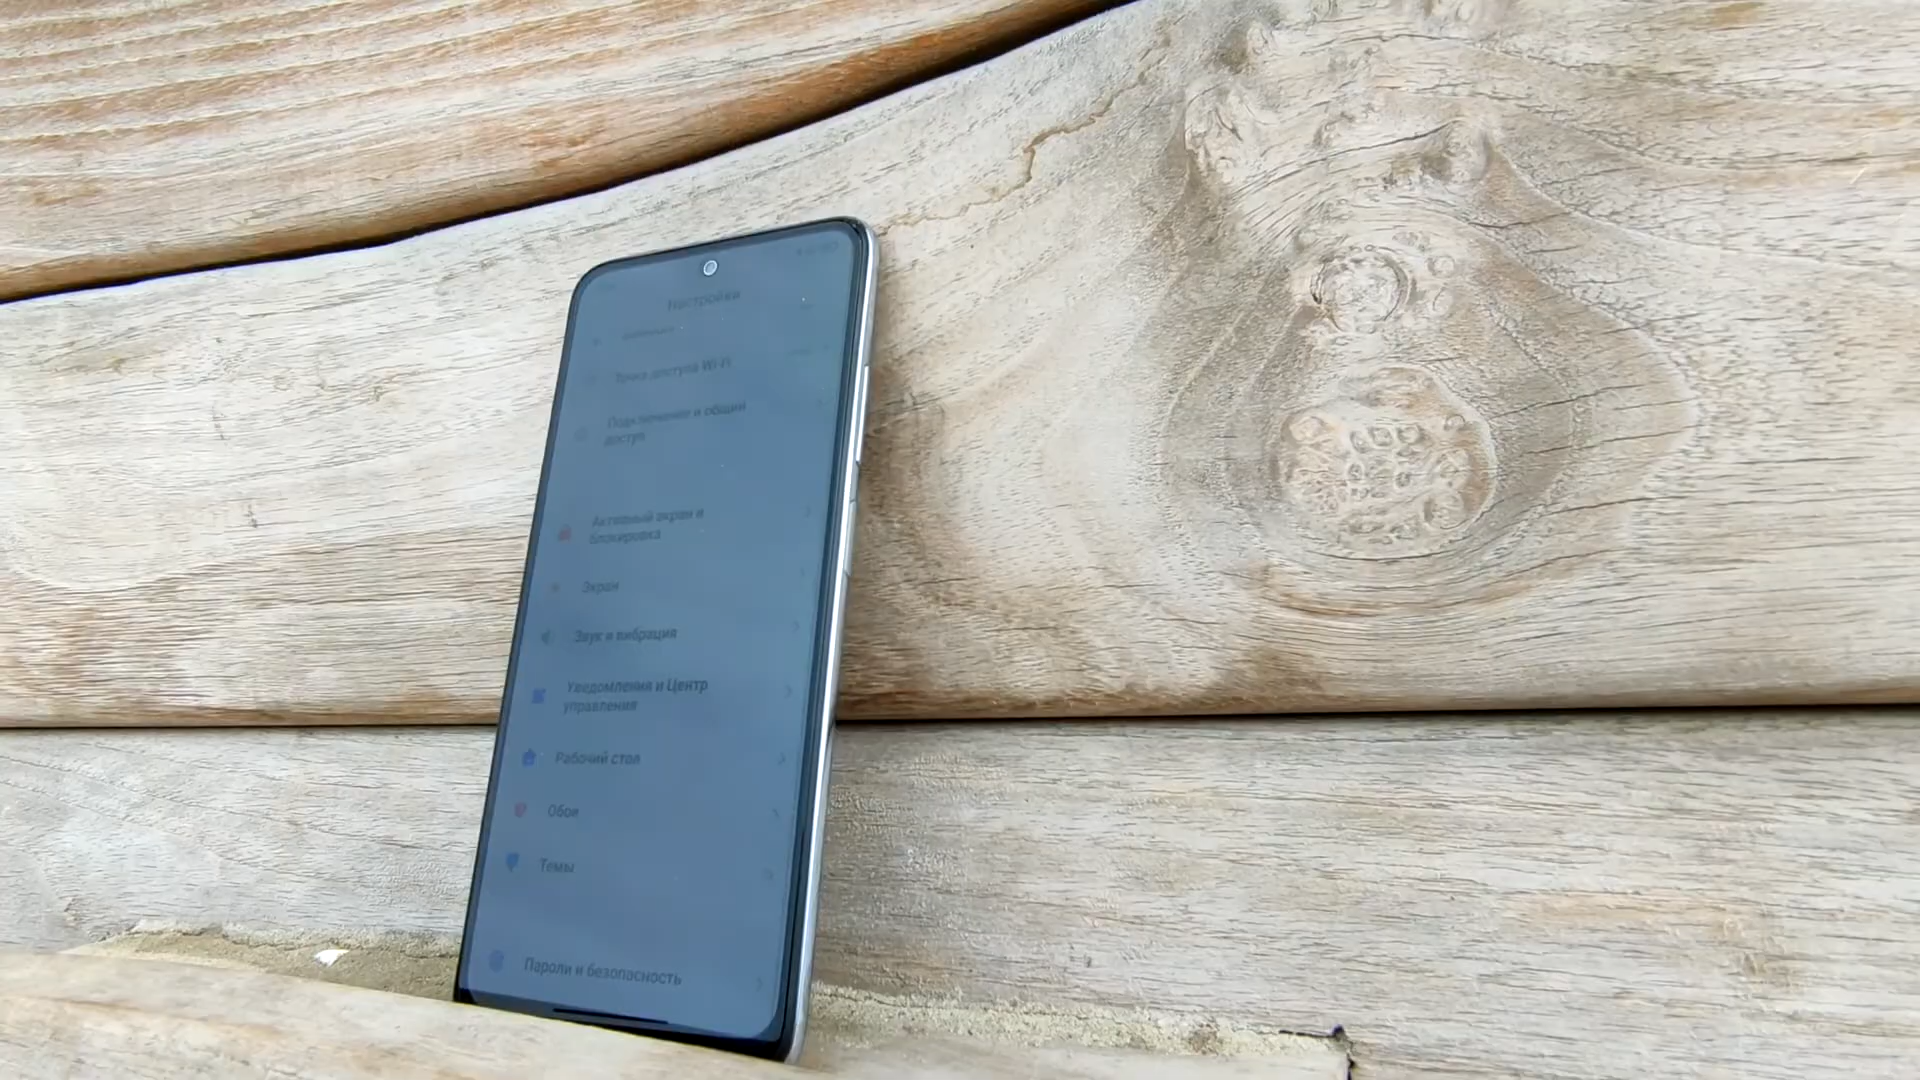 Настройки
Точка доступа Wi-Fi
Подключение и общий
доступ
Активный экран и
блокировка
Экран
Звук и вибрация
Уведомления и Центр
управления
Рабочий стол
Обои
Темы
Пароли и безопасность